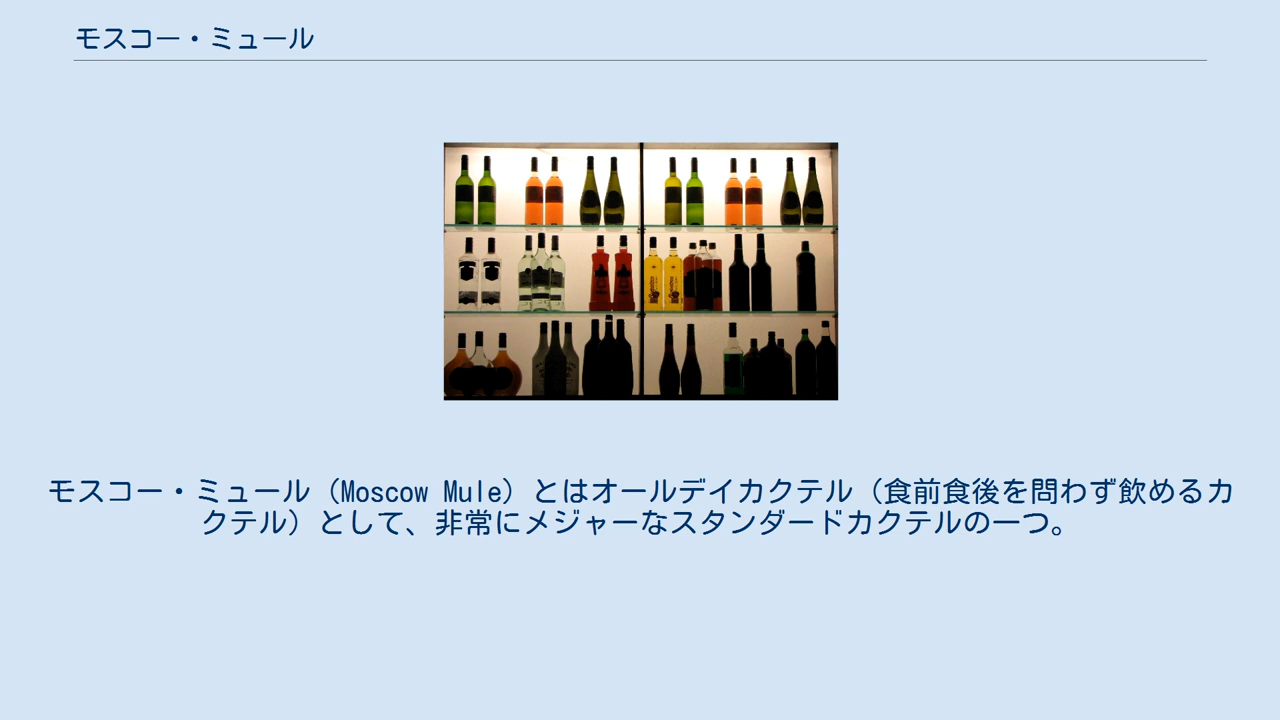 モスコー・ミュール
モスコー・ミュール（Moscow Mule）とはオールデイカクテル（食前食後を問わず飲めるカ
クテル）として、非常にメジャーなスタンダードカクテルの一つ。